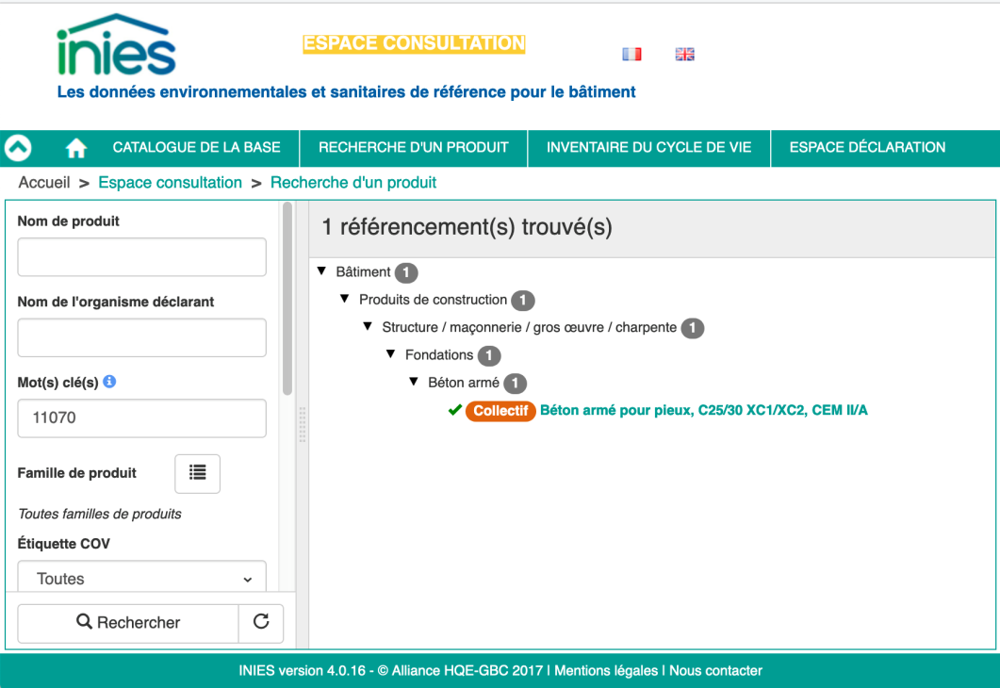 inies
ESPACE CONSULTATION
Les données environnementales et sanitaires de référence pour le bâtiment
CATALOGUE DE LA BASE
RECHERCHE D'UN PRODUIT
INVENTAIRE DU CYCLE DE VIE
ESPACE DÉCLARATION
Accueil > Espace consultation > Recherche d'un produit
Nom de produit
Nom de l'organisme déclarant
Mot(s) clé(s)
11070
Famille de produit
Toutes familles de produits
Étiquette COV
Toutes
Rechercher
1 référencement(s) trouvé(s)
Bâtiment 1
Produits de construction 1
Structure / maçonnerie / gros œuvre / charpente 1
Fondations 1
Béton armé 1
Collectif Béton armé pour pieux, C25/30 XC1/XC2, CEM II/A
INIES version 4.0.16 - © Alliance HQE-GBC 2017 | Mentions légales | Nous contacter